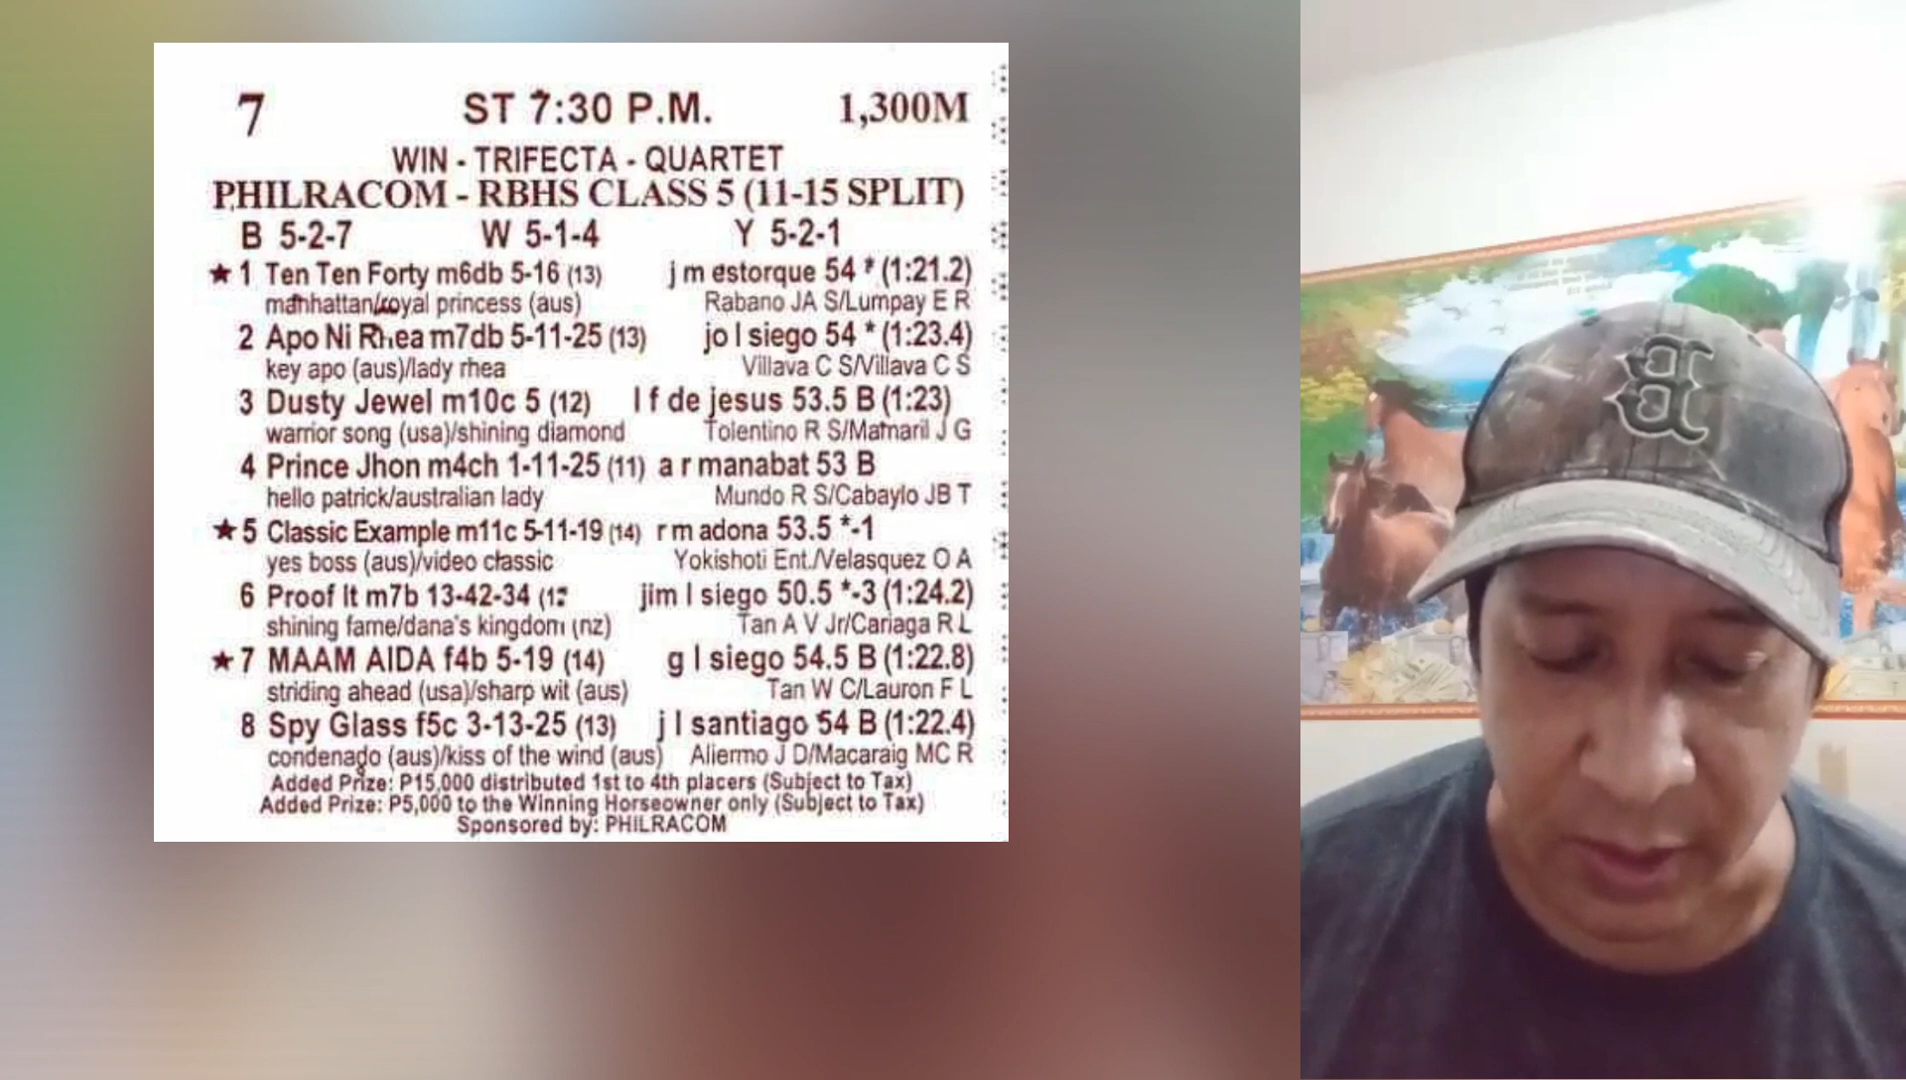 7 ST 7:30 P.M. 1,300M
WIN - TRIFECTA - QUARTET
PHILRACOM - RBHS CLASS 5 (11-15 SPLIT)
B 5-2-7 W 5-1-4 Y 5-2-1
★ 1 Ten Ten Forty m6db 5-16 (13) j m estorque 54 * (1:21.2)
manhattan/royal princess (aus) Rabano JA S/Lumpay E R
2 Apo Ni Rhea m7db 5-11-25 (13) jo l siego 54 * (1:23.4)
key apo (aus)/lady rhea Villava C S/Villava C S
3 Dusty Jewel m10c 5 (12) l f de jesus 53.5 B (1:23)
warrior song (usa)/shining diamond Tolentino R S/Mamaril J G
4 Prince Jhon m4ch 1-11-25 (11) a r manabat 53 B
hello patrick/australian lady Mundo R S/Cabaylo JB T
★ 5 Classic Example m11c 5-11-19 (14) r m adona 53.5 *-1
yes boss (aus)/video classic Yokishoti Ent./Velasquez O A
6 Proof It m7b 13-42-34 jim l siego 50.5 *-3 (1:24.2)
shining fame/dana's kingdom (nz) Tan A V Jr/Cariaga R L
★ 7 MAAM AIDA f4b 5-19 (14) g l siego 54.5 B (1:22.8)
striding ahead (usa)/sharp wit (aus) Tan W C/Lauron F L
8 Spy Glass f5c 3-13-25 (13) j l santiago 54 B (1:22.4)
condenado (aus)/kiss of the wind (aus) Aliermo J D/Macaraig MC R
Added Prize: P15,000 distributed 1st to 4th placers (Subject to Tax)
Added Prize: P5,000 to the Winning Horseowner only (Subject to Tax)
Sponsored by: PHILRACOM
B